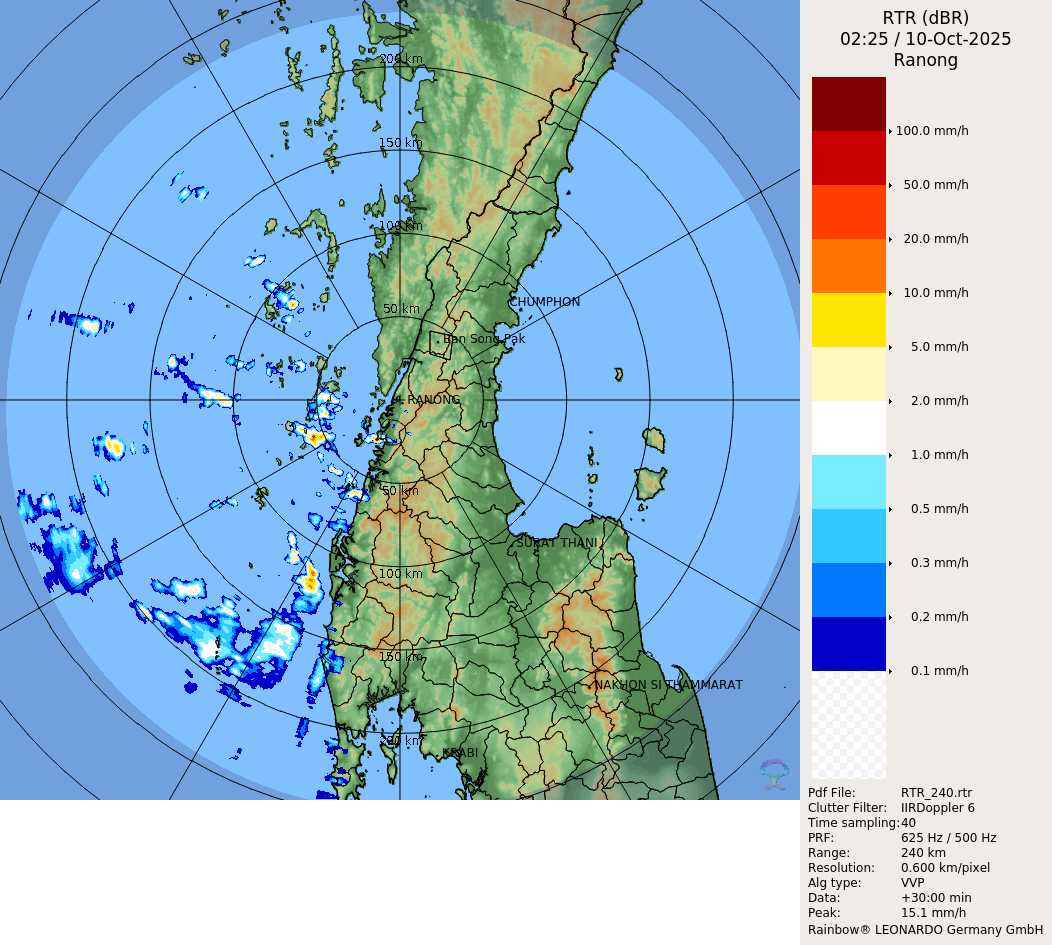 RTR (dBR)
02:25 / 10-Oct-2025
Ranong
100.0 mm/h
50.0 mm/h
20.0 mm/h
10.0 mm/h
5.0 mm/h
2.0 mm/h
1.0 mm/h
0.5 mm/h
0.3 mm/h
0.2 mm/h
0.1 mm/h
200 km
150 km
100 km
50 km
CHUMPHON
Ban Song Pak
RANONG
50 km
SURAT THANI
100 km
150 km
NAKHON SI THAMMARAT
200 km
KRABI
Pdf File: RTR_240.rtr
Clutter Filter: IIRDoppler 6
Time sampling: 40
PRF: 625 Hz / 500 Hz
Range: 240 km
Resolution: 0.600 km/pixel
Alg type: VVP
Data: +30:00 min
Peak: 15.1 mm/h
Rainbow® LEONARDO Germany GmbH